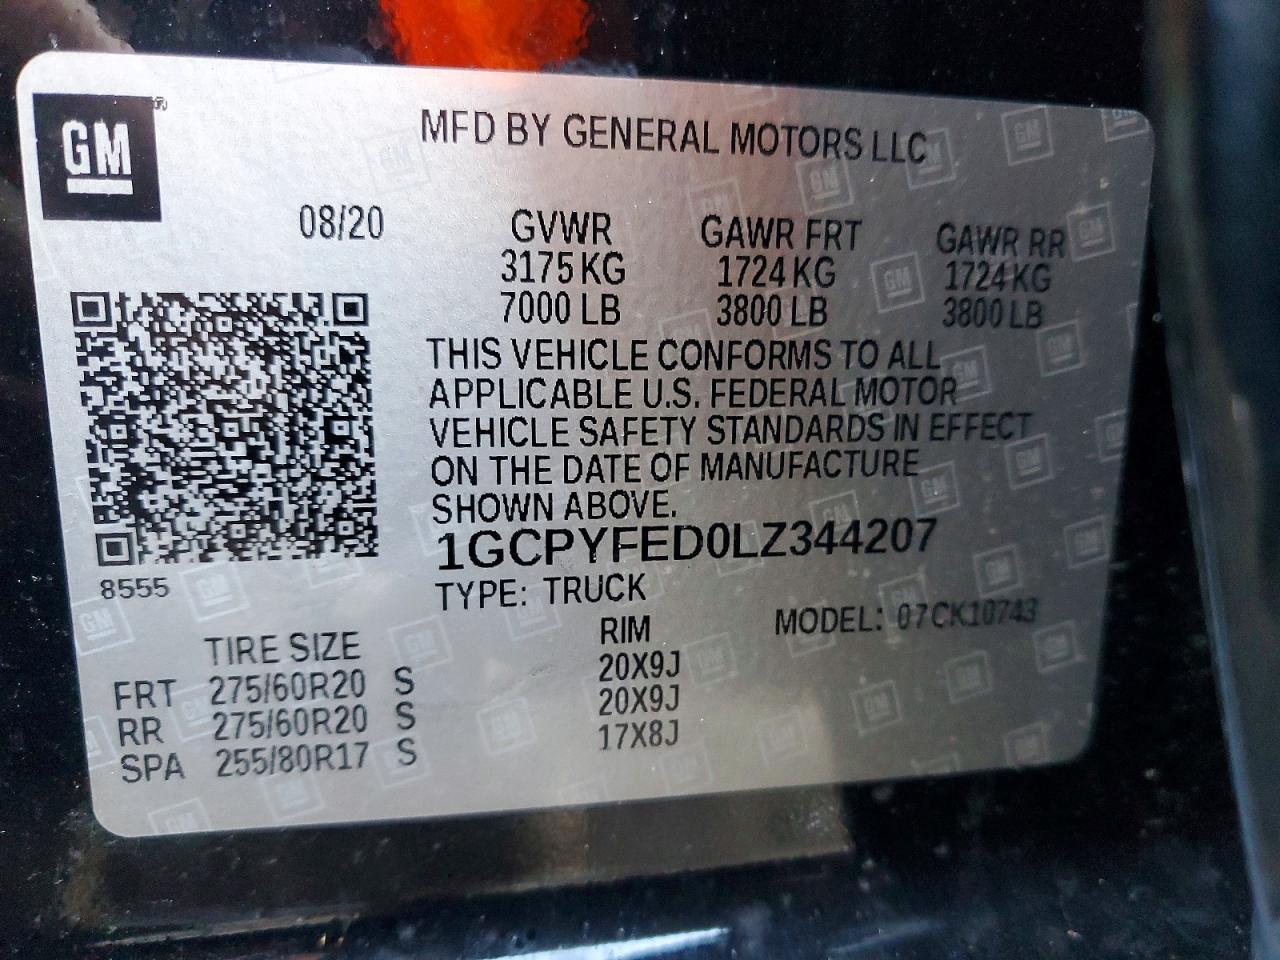 GM
MFD BY GENERAL MOTORS LLC
08/20 GVWR GAWR FRT GAWR RR
3175 KG 1724 KG 1724 KG
7000 LB 3800 LB 3800 LB
THIS VEHICLE CONFORMS TO ALL
APPLICABLE U.S. FEDERAL MOTOR
VEHICLE SAFETY STANDARDS IN EFFECT
ON THE DATE OF MANUFACTURE
SHOWN ABOVE.
1GCPYFED0LZ344207
8555
TYPE: TRUCK
MODEL: 07CK10743
TIRE SIZE RIM
FRT 275/60R20 S 20X9J
RR 275/60R20 S 20X9J
SPA 255/80R17 S 17X8J